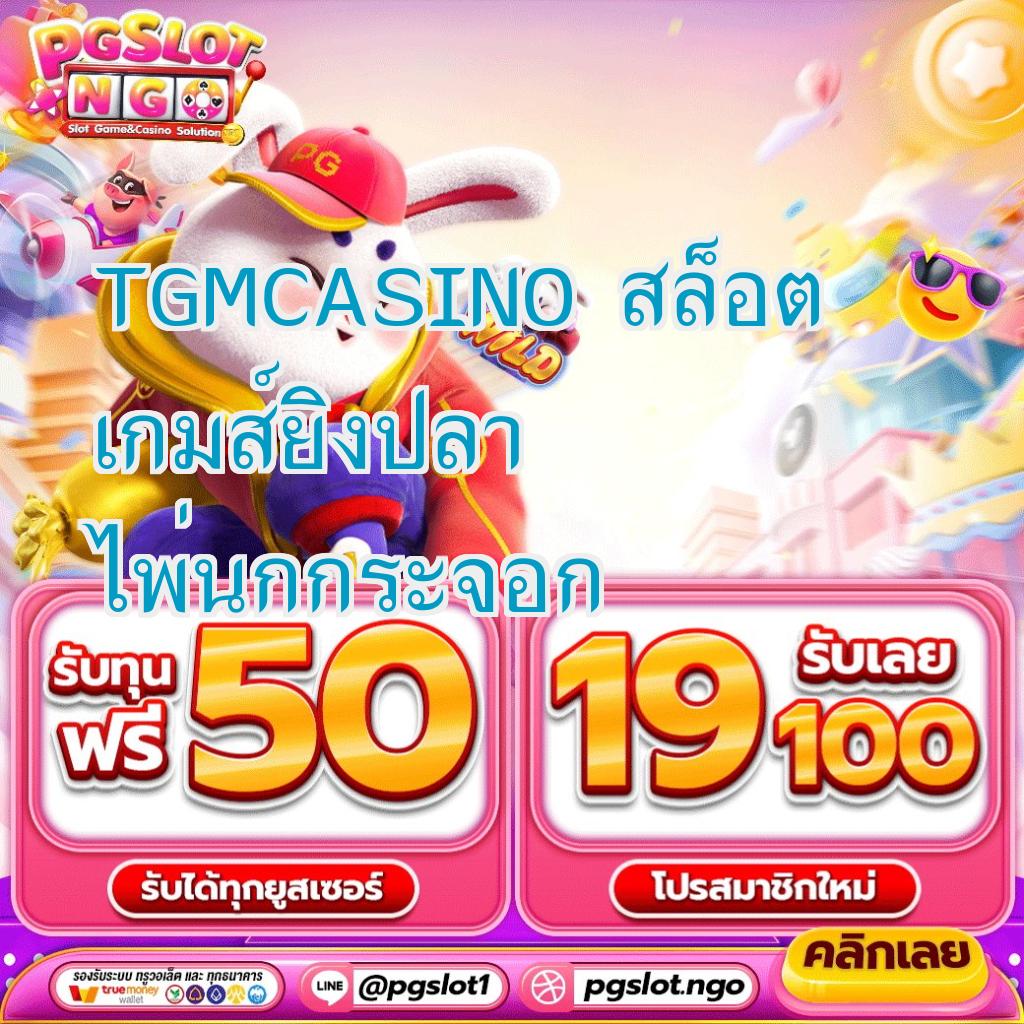 PGSLOT
NGO
Slot Game&Casino Solution
PG
WILD
TGMCASINO สล็อต
เกมส์ยิงปลา
ไพ่นกกระจอก
รับทุน
ฟรี
50
รับได้ทุกยูสเซอร์
19
รับเลย
100
โปรสมาชิกใหม่
คลิกเลย
รองรับระบบ ทรูวอเล็ต และ ทุกธนาคาร
truemoney
wallet
LINE
@pgslot1
pgslot.ngo